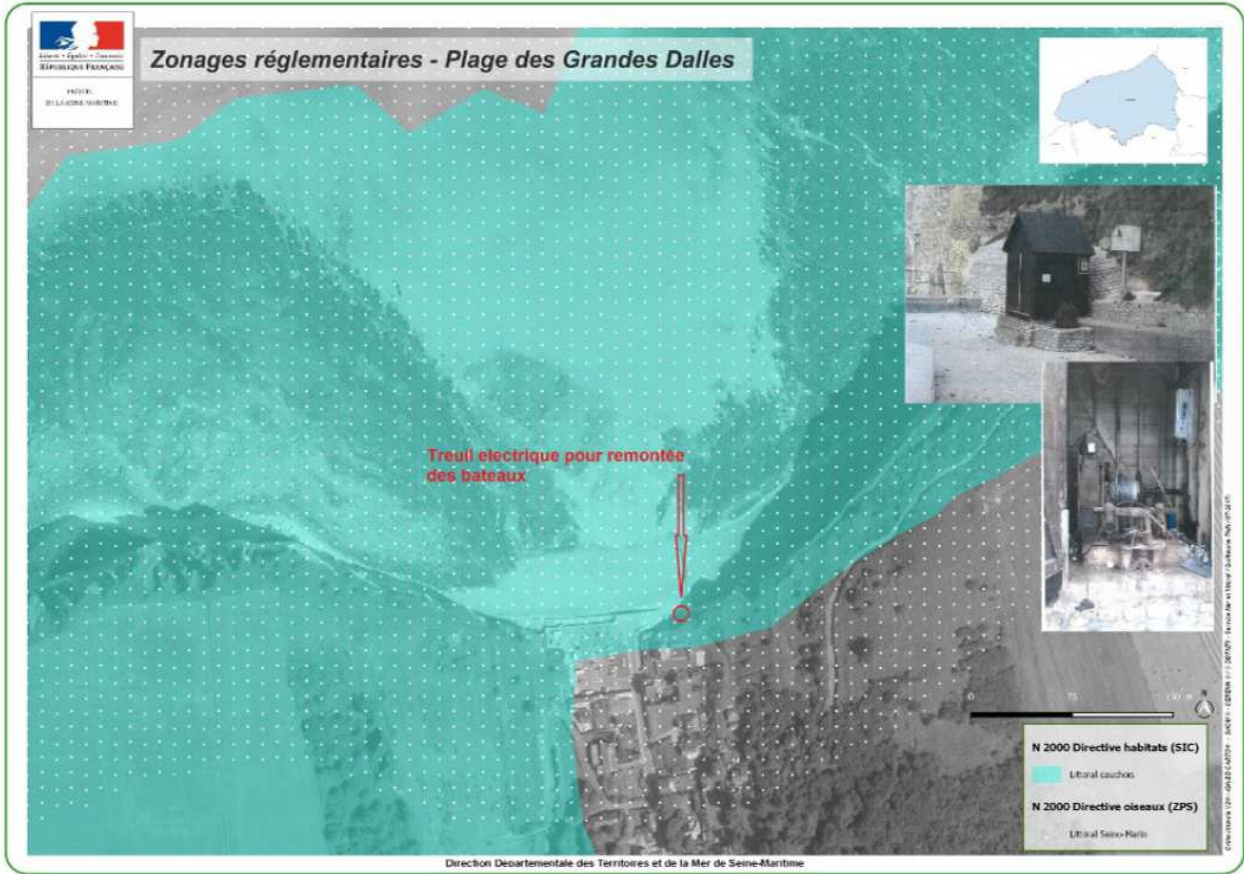 Zonages réglementaires - Plage des Grandes Dalles
Liberté • Égalité • Fraternité
RÉPUBLIQUE FRANÇAISE
PRÉFET
DE LA SEINE-MARITIME
Treuil electrique pour remontée
des bateaux
0 75 150 m
N
N 2000 Directive habitats (SIC)
Littoral cauchois
N 2000 Directive oiseaux (ZPS)
Littoral Seino-Marin
Direction Départementale des Territoires et de la Mer de Seine-Maritime